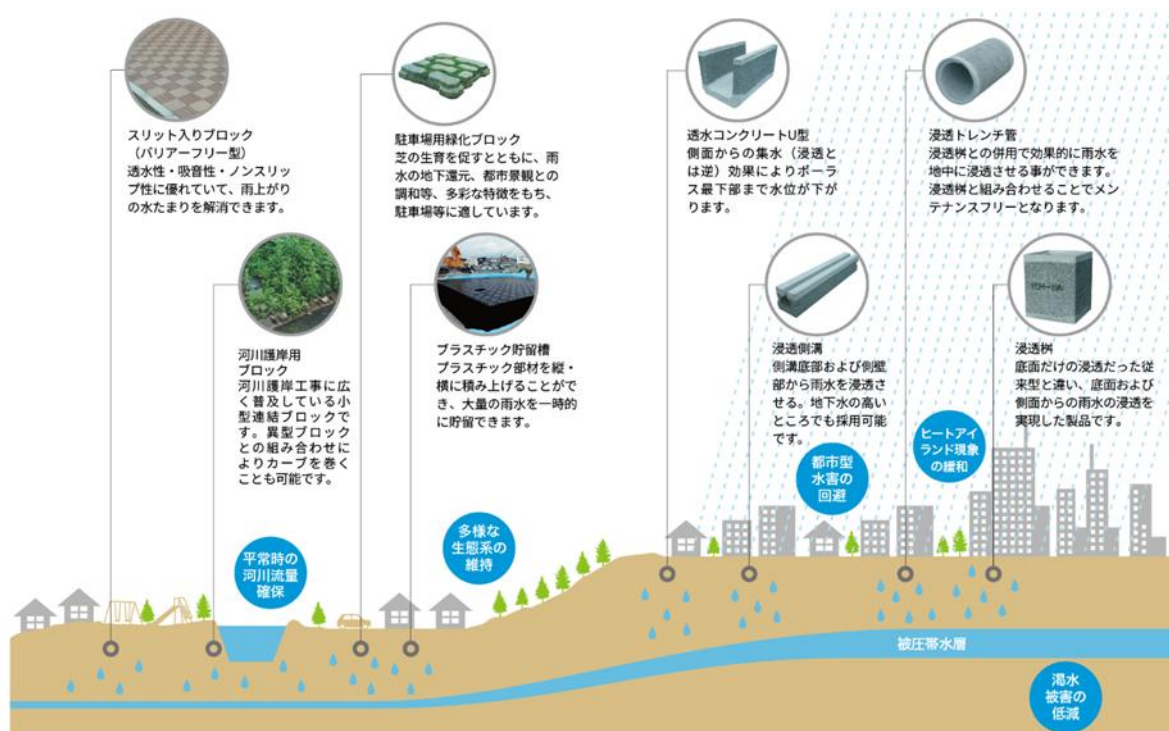 スリット入りブロック
（バリアーフリー型）
透水性・吸音性・ノンスリッ
プ性に優れていて、雨上がり
の水たまりを解消できます。
駐車場用緑化ブロック
芝の生育を促すとともに、雨
水の地下還元、都市景観との
調和等、多彩な特徴をもち、
駐車場等に適しています。
透水コンクリートU型
側面からの集水（浸透と
は逆）効果によりポーラ
ス最下部まで水位が下が
ります。
浸透トレンチ管
浸透桝との併用で効果的に雨水を
地中に浸透させる事ができます。
浸透桝と組み合わせることでメン
テナンスフリーとなります。
河川護岸用
ブロック
河川護岸工事に広
く普及している小
型連結ブロックで
す。異型ブロック
との組み合わせに
よりカーブを巻く
ことも可能です。
プラスチック貯留槽
プラスチック部材を縦・
横に積み上げることがで
き、大量の雨水を一時的
に貯留できます。
浸透側溝
側溝底部および側壁
部から雨水を浸透さ
せる。地下水の高い
ところでも採用可能
です。
浸透桝
底面だけの浸透だった従
来型と違い、底面および
側面からの雨水の浸透を
実現した製品です。
平常時の
河川流量
確保
多様な
生態系の
維持
都市型
水害の
回避
ヒートアイ
ランド現象
の緩和
被圧帯水層
渇水
被害の
低減